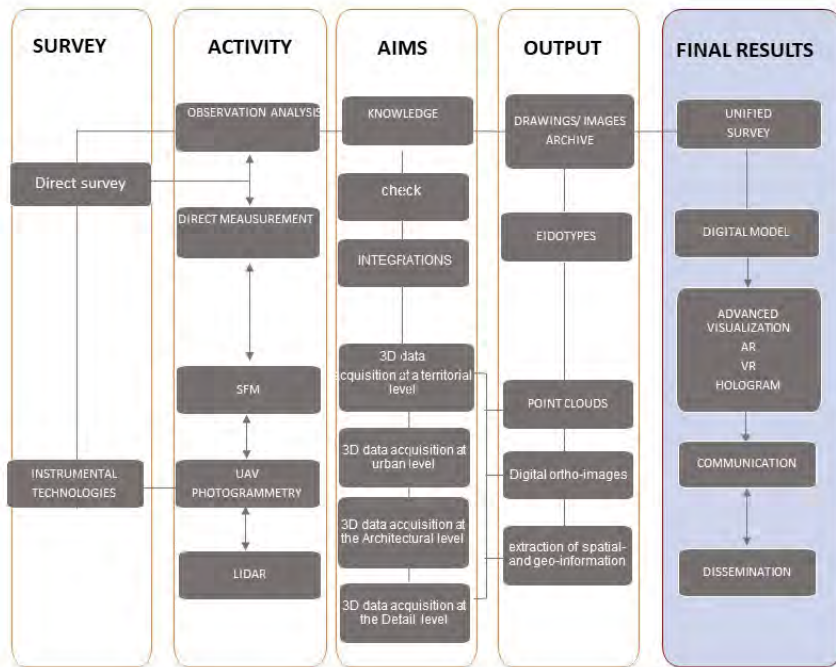 SURVEY
Direct survey
INSTRUMENTAL
TECHNOLOGIES
ACTIVITY
OBSERVATION ANALYSIS
DIRECT MEAUSUREMENT
SFM
UAV
PHOTOGRAMMETRY
LIDAR
AIMS
KNOWLEDGE
check
INTEGRATIONS
3D data
acquisition at a territorial
level
3D data acquisition at
urban level
3D data acquisition at
the Architectural level
3D data acquisition at
the Detail level
OUTPUT
DRAWINGS/ IMAGES
ARCHIVE
EIDOTYPES
POINT CLOUDS
Digital ortho-images
extraction of spatial-
and geo-information
FINAL RESULTS
UNIFIED
SURVEY
DIGITAL MODEL
ADVANCED
VISUALIZATION
AR
VR
HOLOGRAM
COMMUNICATION
DISSEMINATION